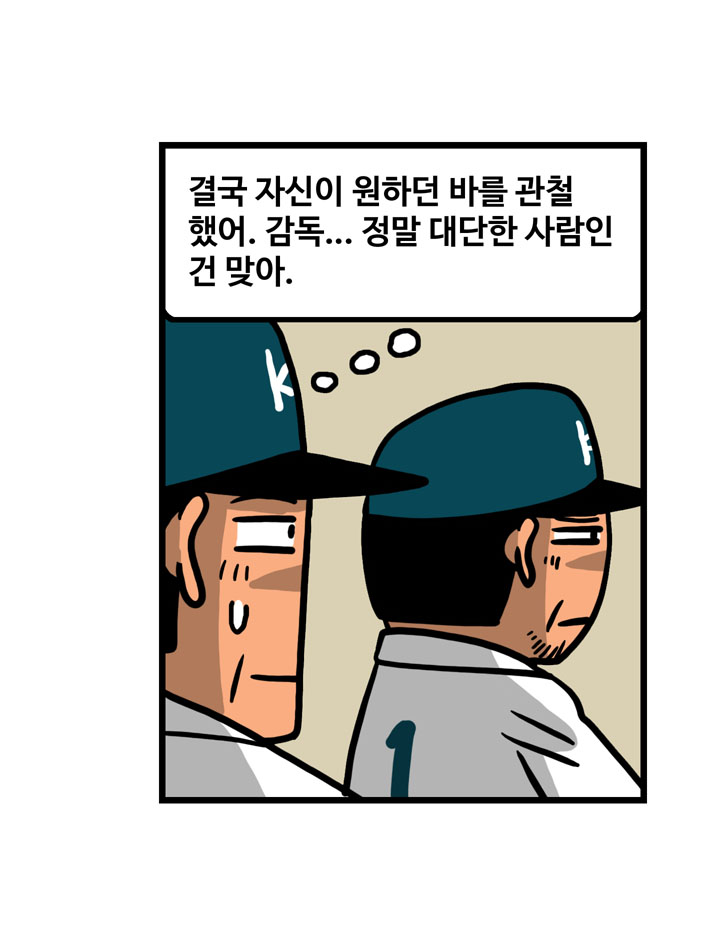 결국 자신이 원하던 바를 관철
했어. 감독... 정말 대단한 사람인
건 맞아.
k
k
1